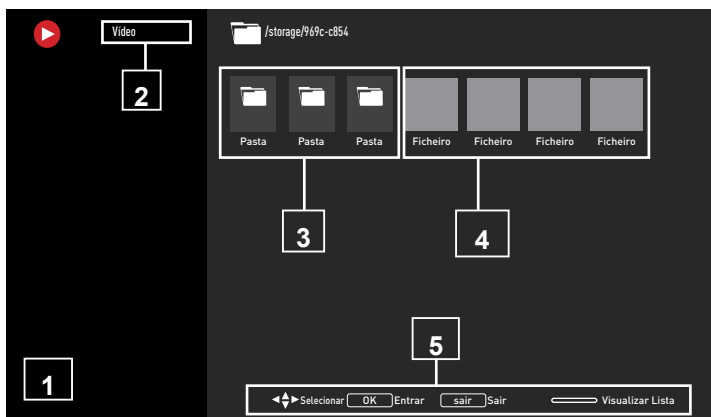 Vídeo
/storage/969c-c854
2
Pasta Pasta Pasta Ficheiro Ficheiro Ficheiro Ficheiro
3 4
5
1
Selecionar OK Entrar sair Sair Visualizar Lista